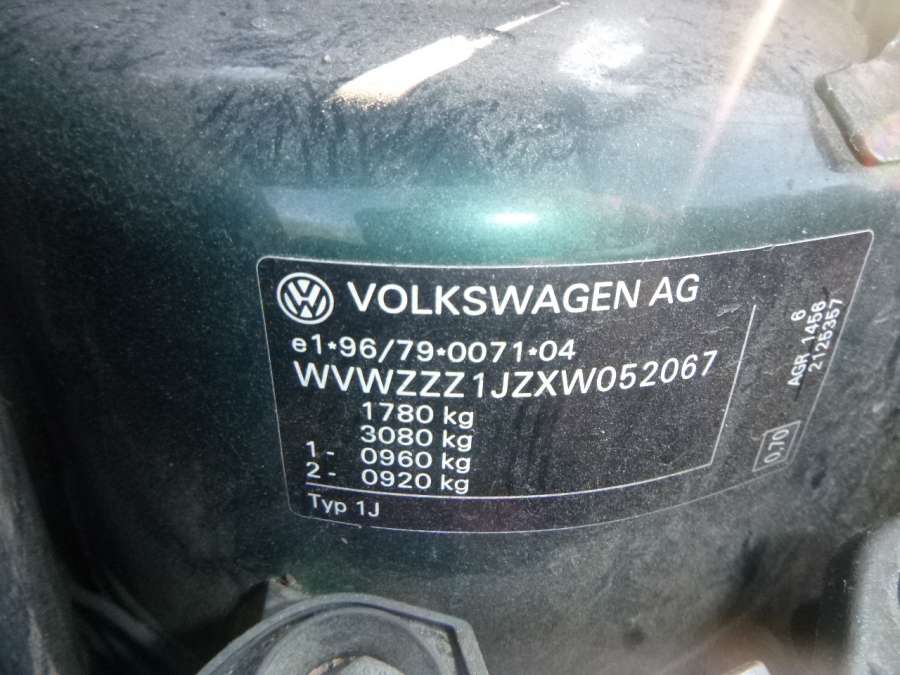 VOLKSWAGEN AG
e1*96/79*0071*04
WVWZZZ1JZXW052067
1780 kg
3080 kg
1 - 0960 kg
2 - 0920 kg
Typ 1J
6
AGR 1456
2125357
0.70